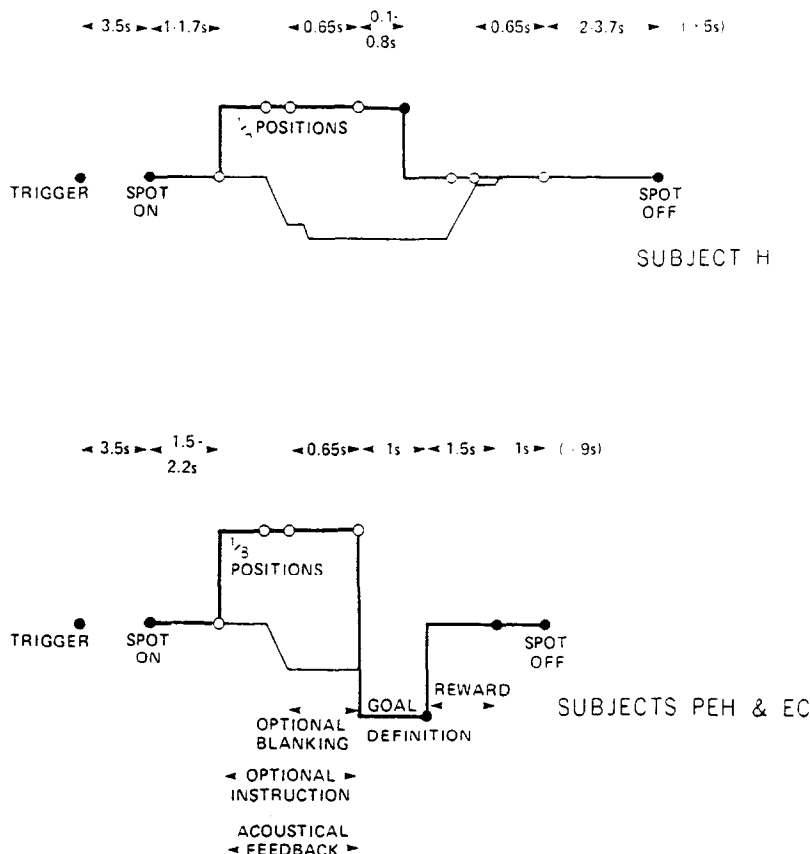 3.5s 1-1.7s 0.65s 0.1-0.8s 0.65s 2-3.7s
POSITIONS
TRIGGER SPOT ON SPOT OFF
SUBJECT H
3.5s 1.5-2.2s 0.65s 1s 1.5s 1s (·9s)
1/3
POSITIONS
TRIGGER SPOT ON SPOT OFF
REWARD
GOAL
SUBJECTS PEH & EC
OPTIONAL DEFINITION
BLANKING
OPTIONAL
INSTRUCTION
ACOUSTICAL
FEEDBACK